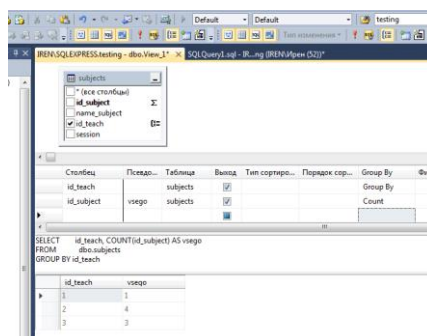 Default Default testing
Тип изменения
IREN\SQLEXPRESS.testing - dbo.View_1* × SQLQuery1.sql - IR...ng (IREN\Ирен (52))*
subjects
* (все столбцы)
id_subject
name_subject
id_teach
session
Столбец Псевдо... Таблица Выход Тип сортиро... Порядок сор... Group By
id_teach subjects Group By
id_subject vsego subjects Count
SELECT id_teach, COUNT(id_subject) AS vsego
FROM dbo.subjects
GROUP BY id_teach
id_teach vsego
1 1
2 4
3 3